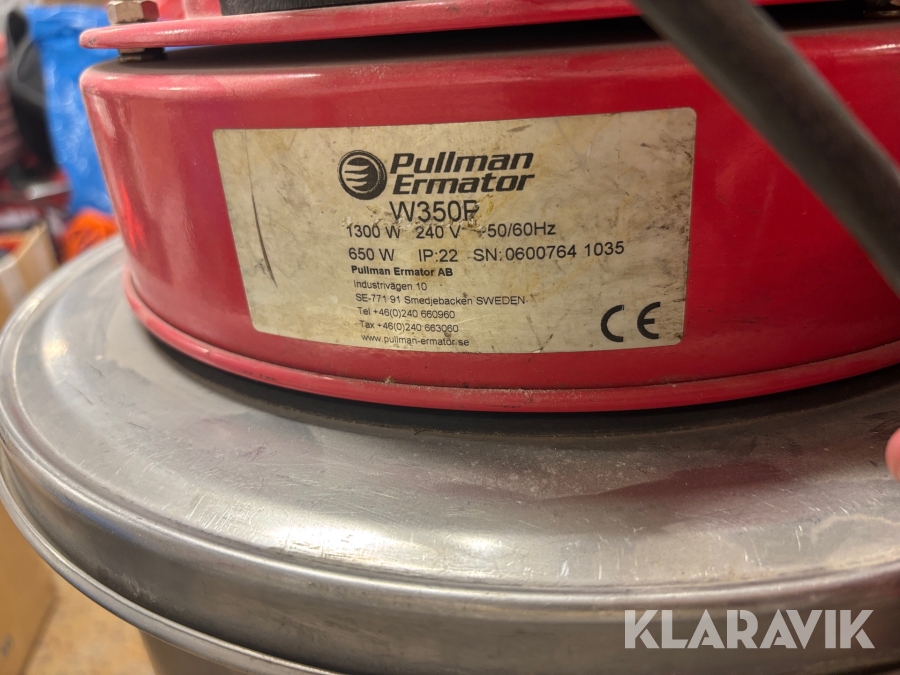 Pullman
Ermator
W350P
1300 W 240 V ~50/60Hz
650 W IP:22 SN:0600764 1035
Pullman Ermator AB
Industrivägen 10
SE-771 91 Smedjebacken SWEDEN
Tel +46(0)240 660960
Fax +46(0)240 663060
www.pullman-ermator.se
CE
KLARAVIK